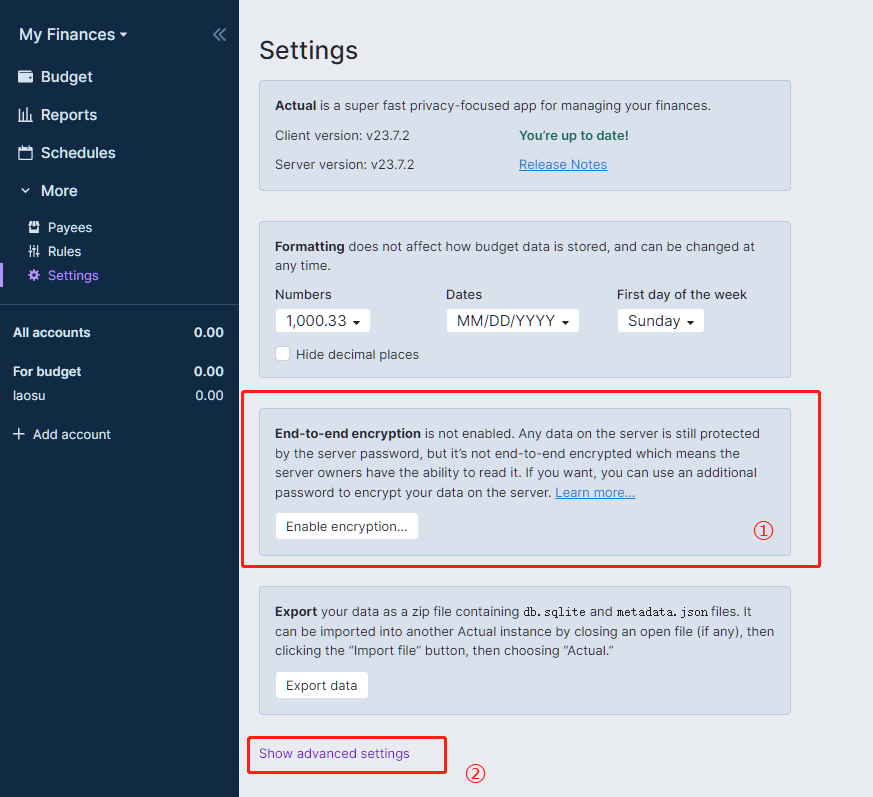 My Finances
Budget
Reports
Schedules
More
Payees
Rules
Settings
All accounts 0.00
For budget 0.00
laosu 0.00
Add account
Settings
Actual is a super fast privacy-focused app for managing your finances.
Client version: v23.7.2 You’re up to date!
Server version: v23.7.2 Release Notes
Formatting does not affect how budget data is stored, and can be changed at
any time.
Numbers Dates First day of the week
1,000.33 MM/DD/YYYY Sunday
Hide decimal places
End-to-end encryption is not enabled. Any data on the server is still protected
by the server password, but it’s not end-to-end encrypted which means the
server owners have the ability to read it. If you want, you can use an additional
password to encrypt your data on the server. Learn more...
Enable encryption...
①
Export your data as a zip file containing db.sqlite and metadata.json files. It
can be imported into another Actual instance by closing an open file (if any), then
clicking the “Import file” button, then choosing “Actual.”
Export data
Show advanced settings
②